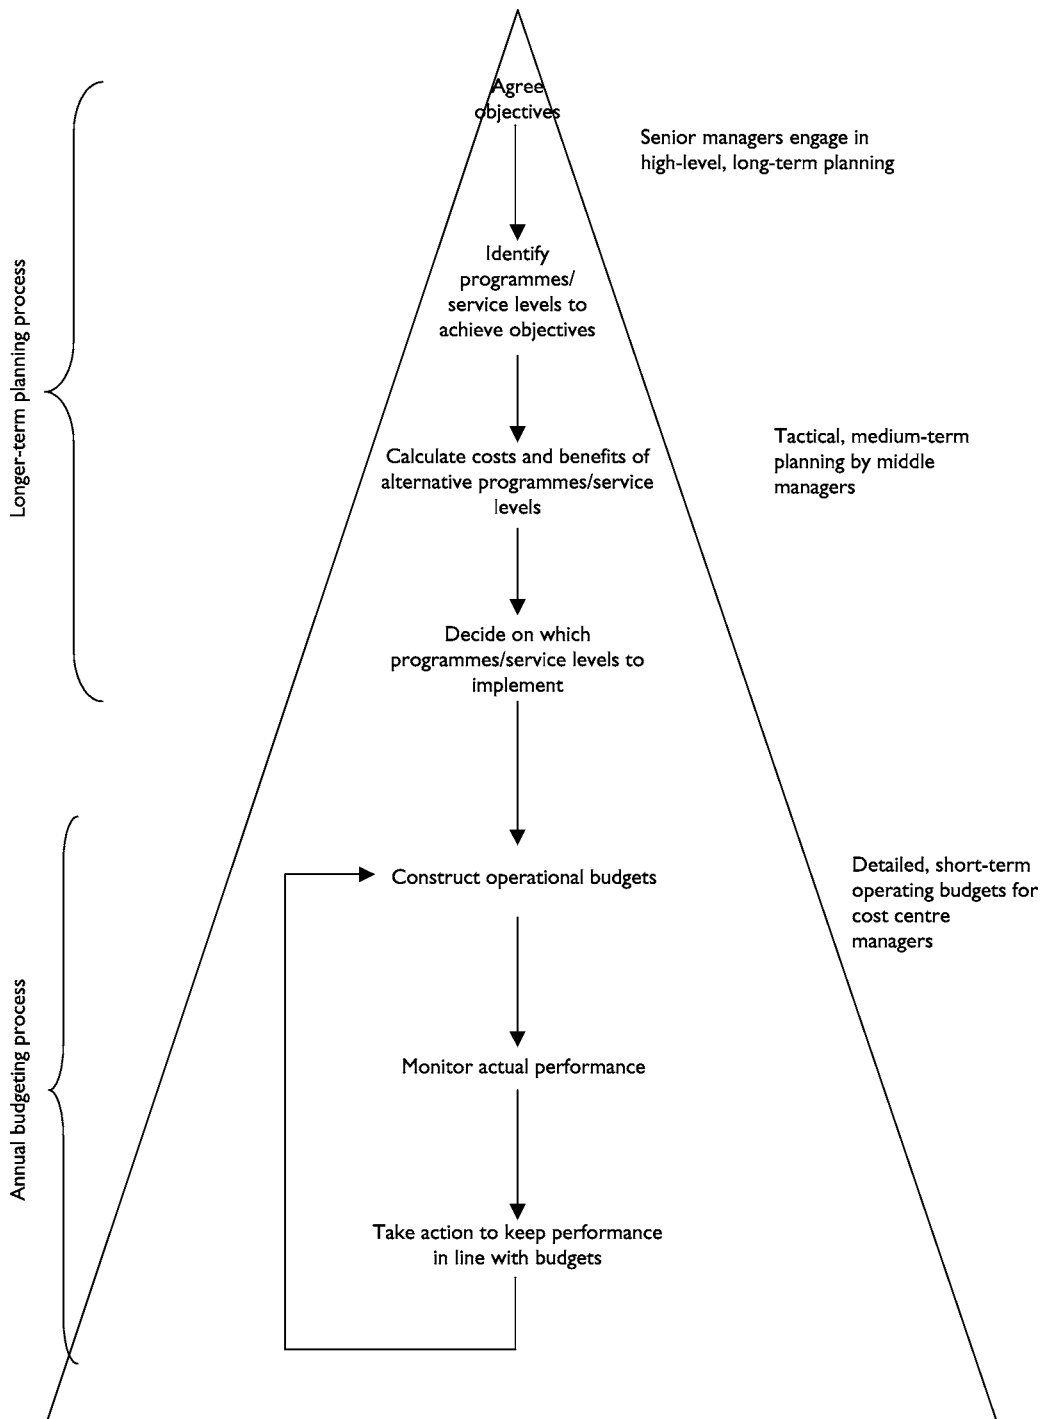 Agree
objectives
Senior managers engage in
high-level, long-term planning
Identify
programmes/
service levels to
achieve objectives
Longer-term planning process
Tactical, medium-term
planning by middle
managers
Calculate costs and benefits of
alternative programmes/service
levels
Decide on which
programmes/service levels to
implement
Construct operational budgets
Detailed, short-term
operating budgets for
cost centre
managers
Annual budgeting process
Monitor actual performance
Take action to keep performance
in line with budgets